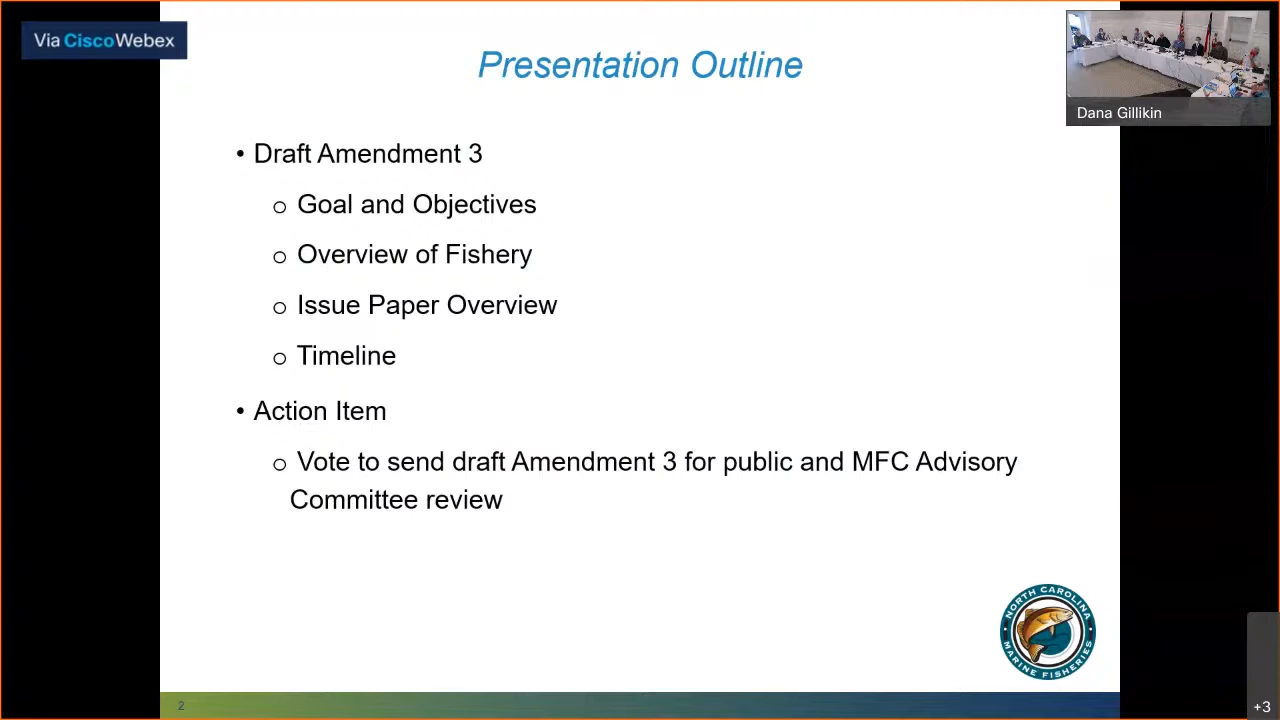 Via CiscoWebex
Presentation Outline
Dana Gillikin
• Draft Amendment 3
o Goal and Objectives
o Overview of Fishery
o Issue Paper Overview
o Timeline
• Action Item
o Vote to send draft Amendment 3 for public and MFC Advisory
Committee review
NORTH CAROLINA
MARINE FISHERIES
2
+3